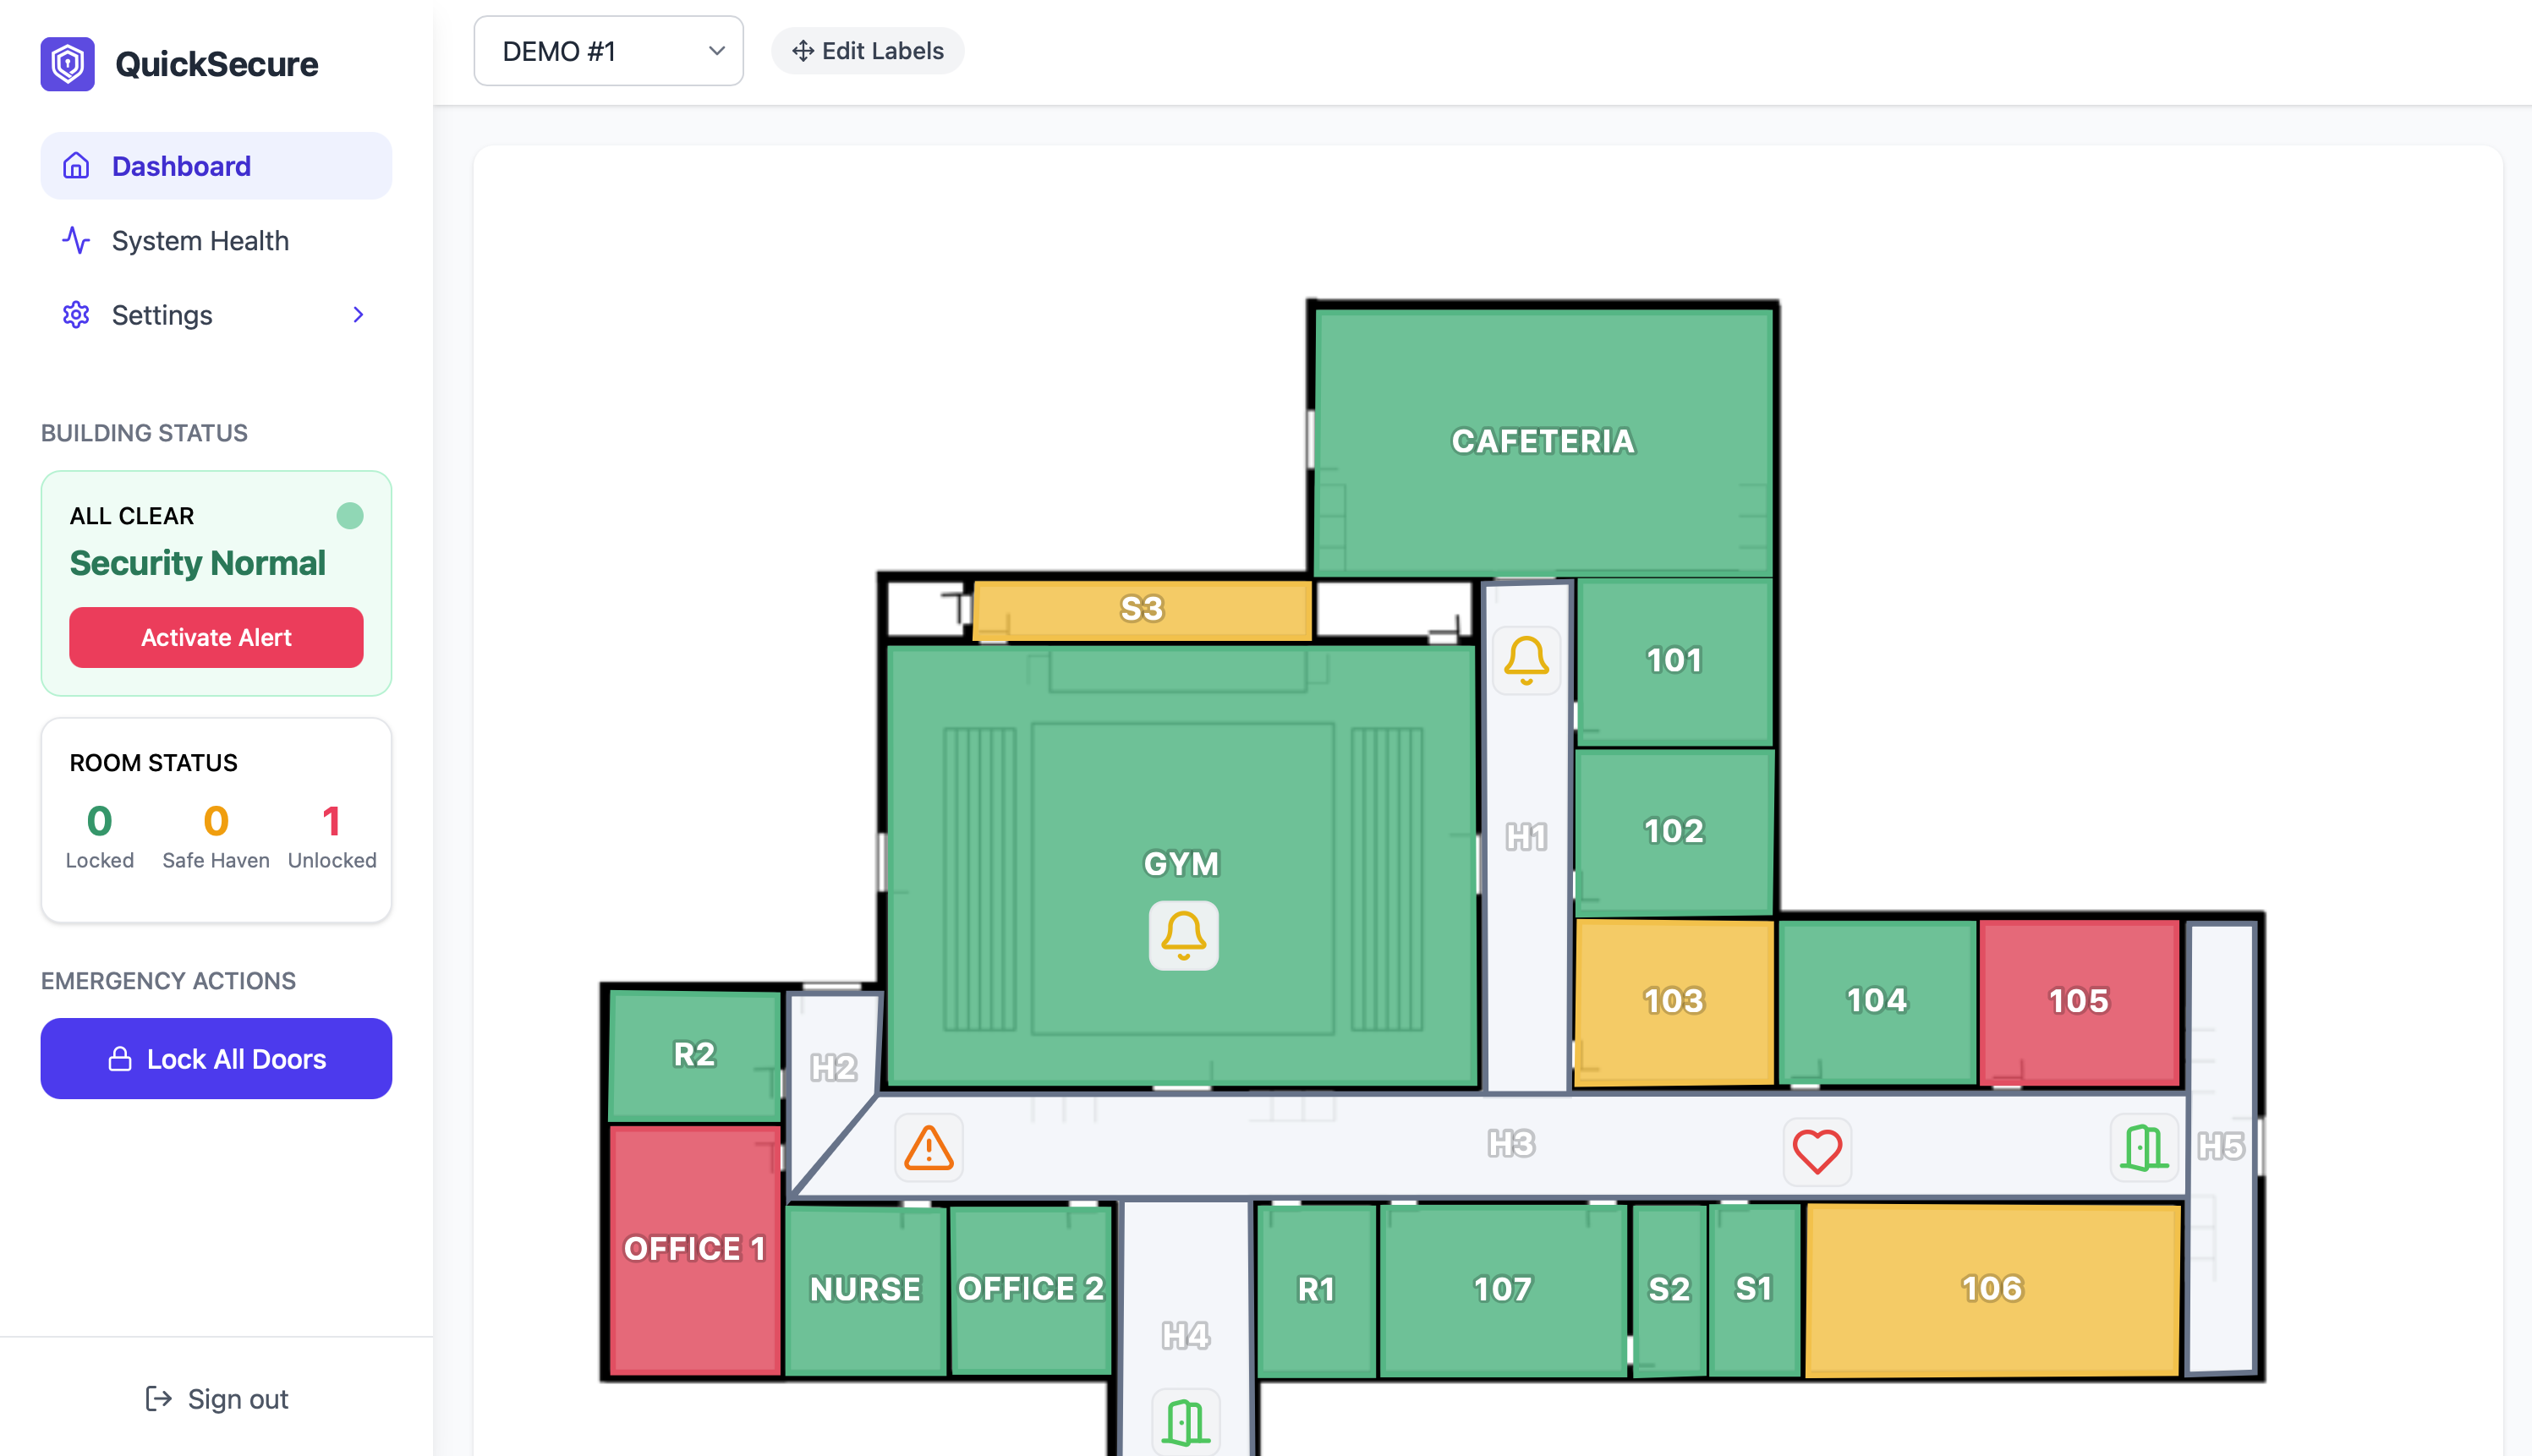 QuickSecure
DEMO #1
Edit Labels
Dashboard
System Health
Settings
BUILDING STATUS
ALL CLEAR
Security Normal
Activate Alert
ROOM STATUS
0 0 1
Locked Safe Haven Unlocked
EMERGENCY ACTIONS
Lock All Doors
Sign out
CAFETERIA
S3
101
H1
102
GYM
103
104
105
R2
H2
H3
H5
OFFICE 1
NURSE
OFFICE 2
H4
R1
107
S2
S1
106